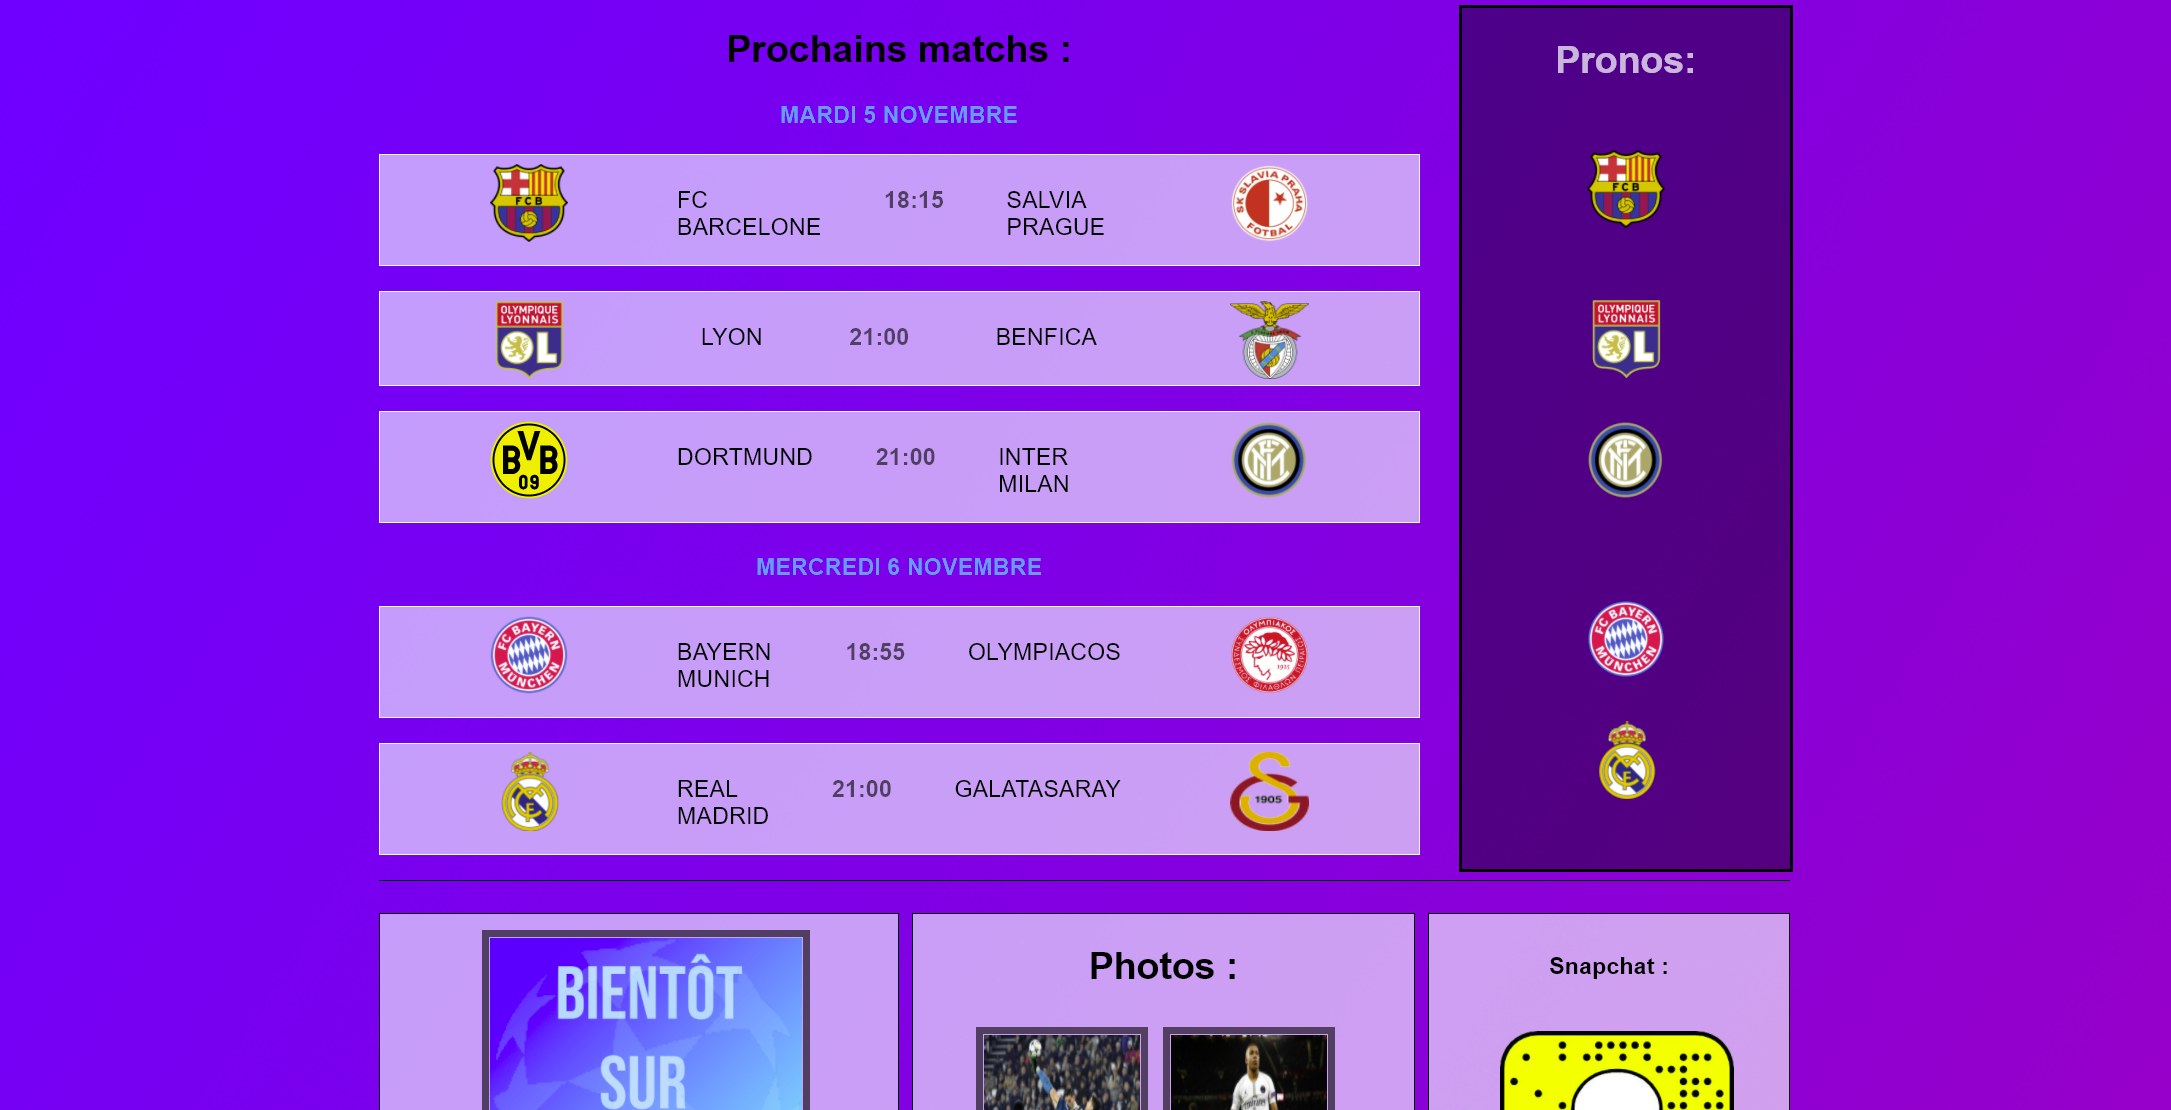 Prochains matchs :
MARDI 5 NOVEMBRE
FCB
FC
BARCELONE
18:15
SALVIA
PRAGUE
SK SLAVIA PRAHA
FOTBAL
OLYMPIQUE
LYONNAIS
OL
LYON
21:00
BENFICA
BVB
09
DORTMUND
21:00
INTER
MILAN
MERCREDI 6 NOVEMBRE
FC BAYERN
MÜNCHEN
BAYERN
MUNICH
18:55
OLYMPIACOS
1925
REAL
MADRID
21:00
GALATASARAY
1905
Pronos:
FCB
OLYMPIQUE
LYONNAIS
OL
FC BAYERN
MÜNCHEN
BIENTÔT
SUR
Photos :
Snapchat :